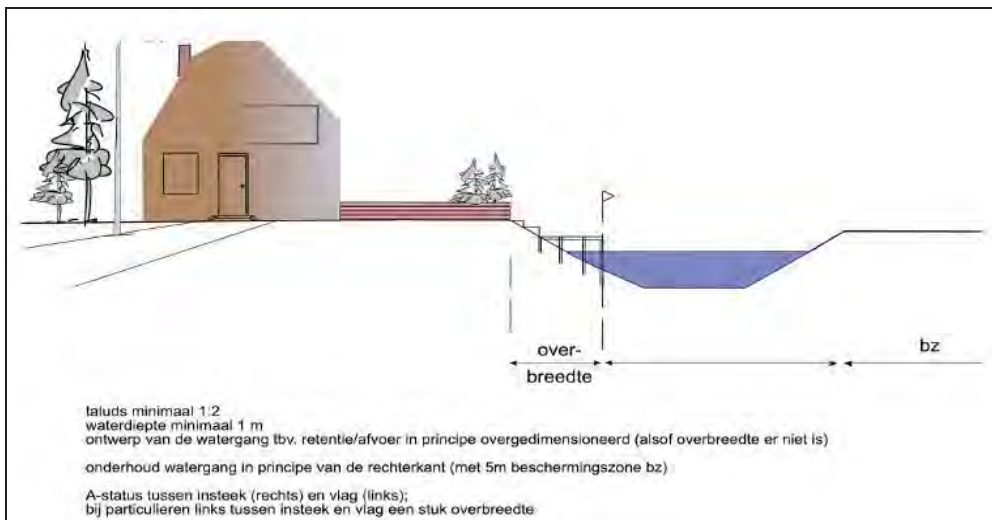 over-
breedte
bz
taluds minimaal 1:2
waterdiepte minimaal 1 m
ontwerp van de watergang tbv. retentie/afvoer in principe overgedimensioneerd (alsof overbreedte er niet is)
onderhoud watergang in principe van de rechterkant (met 5m beschermingszone bz)
A-status tussen insteek (rechts) en vlag (links);
bij particulieren links tussen insteek en vlag een stuk overbreedte